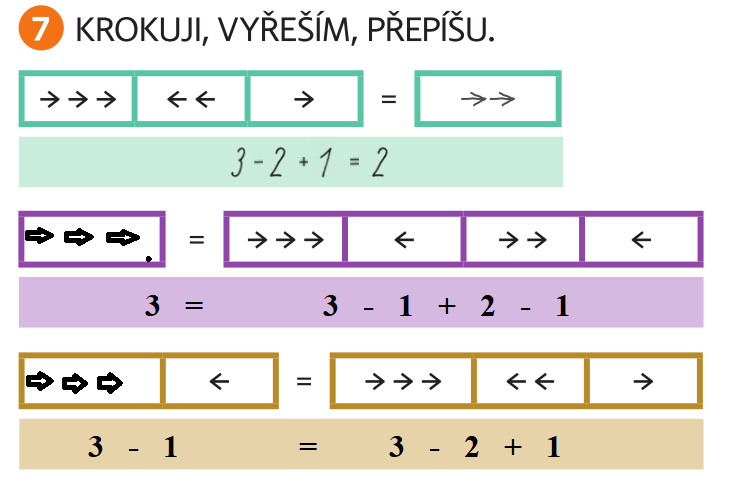 7 KROKUJI, VYŘEŠÍM, PŘEPÍŠU.
→ → → ← ← → = → →
3 - 2 + 1 = 2
⇨ ⇨ ⇨ . = → → → ← → → ←
3 = 3 - 1 + 2 - 1
⇨ ⇨ ⇨ ← = → → → ← ← →
3 - 1 = 3 - 2 + 1